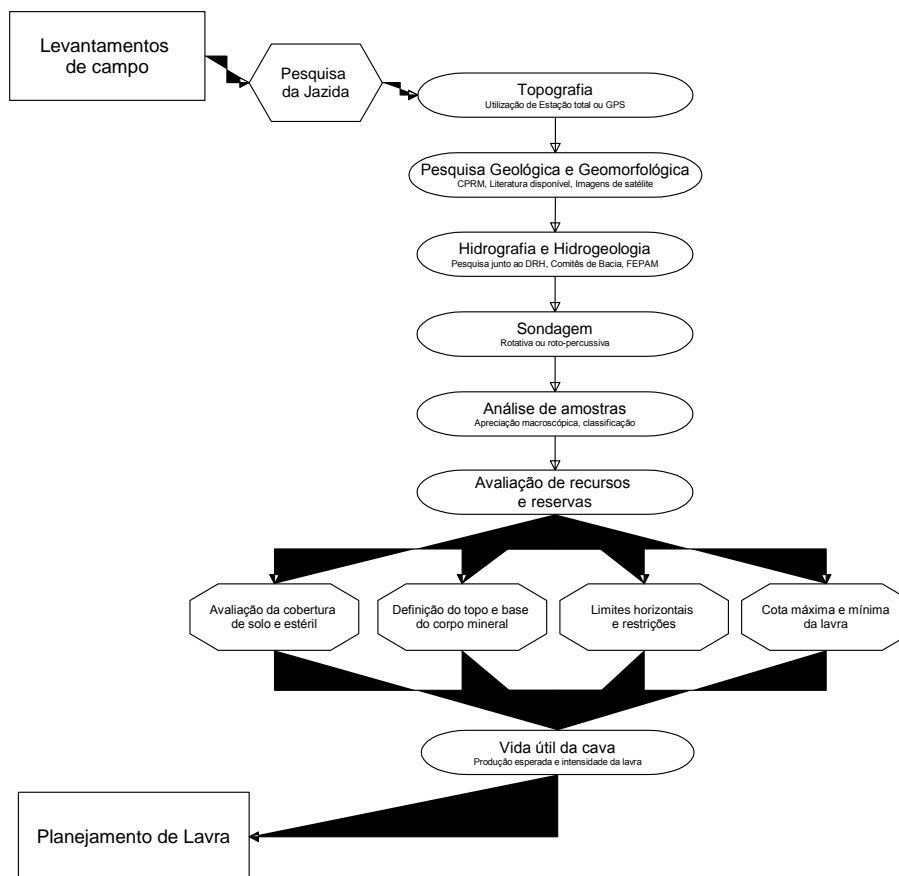 Levantamentos
de campo
Pesquisa
da Jazida
Topografia
Utilização de Estação total ou GPS
Pesquisa Geológica e Geomorfológica
CPRM, Literatura disponível, Imagens de satélite
Hidrografia e Hidrogeologia
Pesquisa junto ao DRH, Comitês de Bacia, FEPAM
Sondagem
Rotativa ou roto-percussiva
Análise de amostras
Apreciação macroscópica, classificação
Avaliação de recursos
e reservas
Avaliação da cobertura
de solo e estéril
Definição do topo e base
do corpo mineral
Limites horizontais
e restrições
Cota máxima e mínima
da lavra
Vida útil da cava
Produção esperada e intensidade da lavra
Planejamento de Lavra